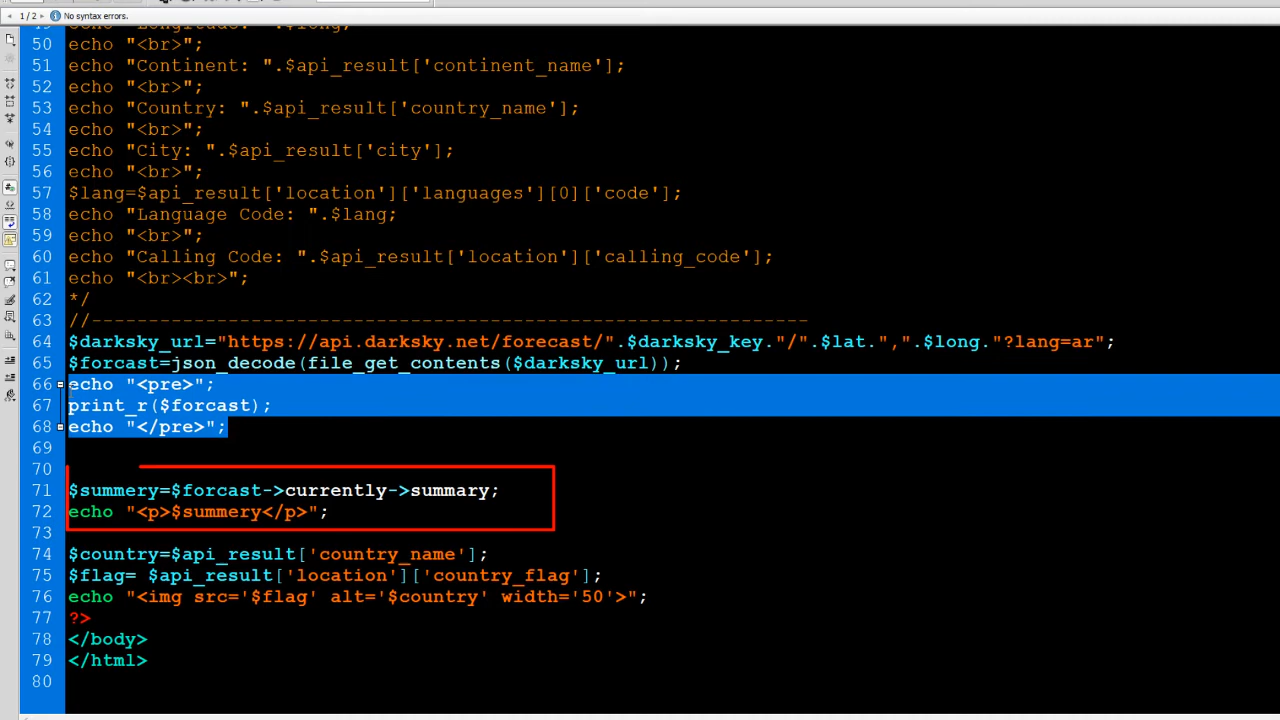 1 / 2 No syntax errors.
50 echo "<br>";
51 echo "Continent: ".$api_result['continent_name'];
52 echo "<br>";
53 echo "Country: ".$api_result['country_name'];
54 echo "<br>";
55 echo "City: ".$api_result['city'];
56 echo "<br>";
57 $lang=$api_result['location']['languages'][0]['code'];
58 echo "Language Code: ".$lang;
59 echo "<br>";
60 echo "Calling Code: ".$api_result['location']['calling_code'];
61 echo "<br><br>";
62 */
63 //---------------------------------------------------------------
64 $darksky_url="https://api.darksky.net/forecast/".$darksky_key."/".$lat.",".$long."?lang=ar";
65 $forcast=json_decode(file_get_contents($darksky_url));
66 echo "<pre>";
67 print_r($forcast);
68 echo "</pre>";
69
70
71 $summery=$forcast->currently->summary;
72 echo "<p>$summery</p>";
73
74 $country=$api_result['country_name'];
75 $flag= $api_result['location']['country_flag'];
76 echo "<img src='$flag' alt='$country' width='50'>";
77 ?>
78 </body>
79 </html>
80